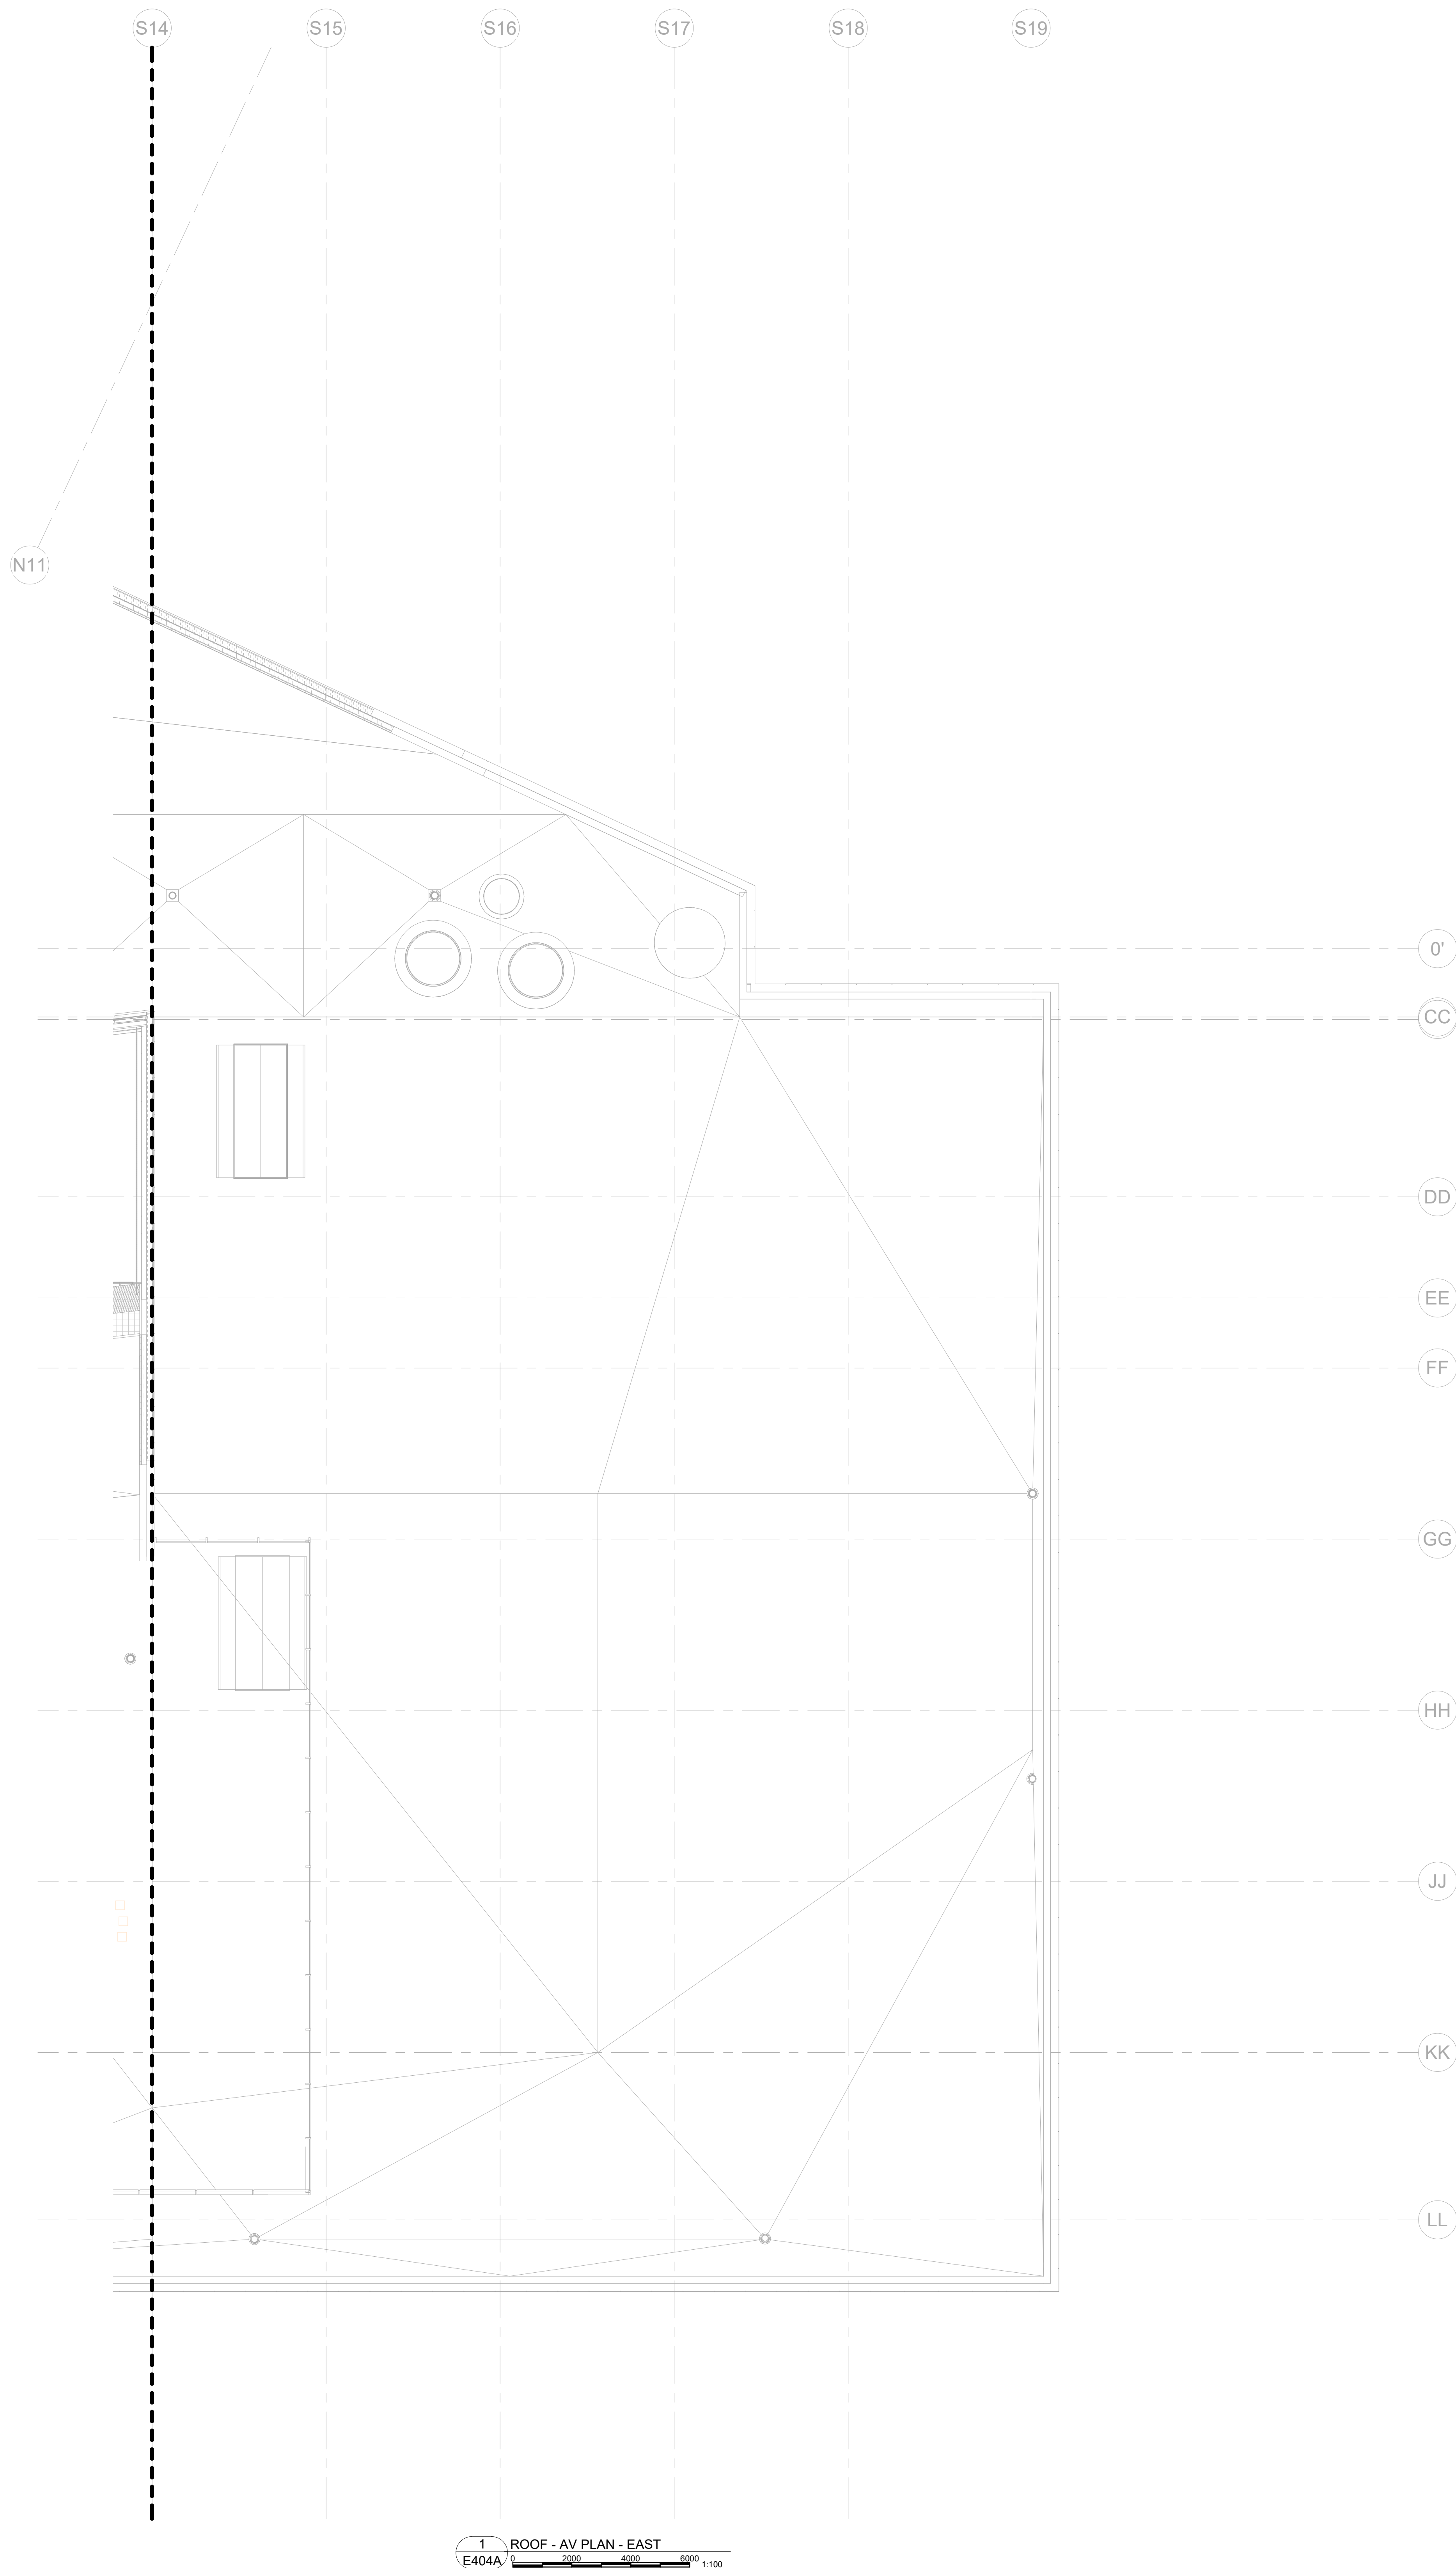 S14 S15 S16 S17 S18 S19
N11
0'
CC
DD
EE
FF
GG
HH
JJ
KK
LL
1 ROOF - AV PLAN - EAST
E404A 0 2000 4000 6000 1:100